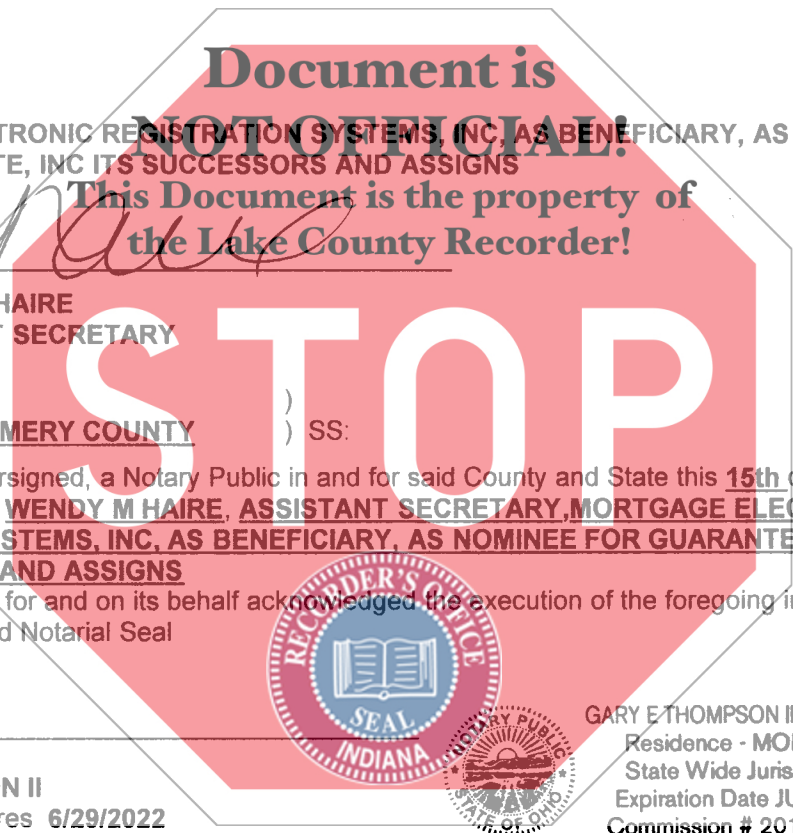 Document is
NOT OFFICIAL!
This Document is the property of
the Lake County Recorder!
STOP
TRONIC REGISTRATION SYSTEMS, INC, AS BENEFICIARY, AS
TE, INC ITS SUCCESSORS AND ASSIGNS
HAIRE
SECRETARY
)
MERY COUNTY ) SS:
rsigned, a Notary Public in and for said County and State this 15th
WENDY M HAIRE, ASSISTANT SECRETARY,MORTGAGE ELEC
STEMS, INC, AS BENEFICIARY, AS NOMINEE FOR GUARANTE
AND ASSIGNS
for and on its behalf acknowledged the execution of the foregoing in
d Notarial Seal
RECORDER'S OFFICE
SEAL
INDIANA
NOTARY PUBLIC
STATE OF OHIO
GARY E THOMPSON II
Residence - MO
State Wide Juris
Expiration Date JU
Commission # 201
N II
res 6/29/2022